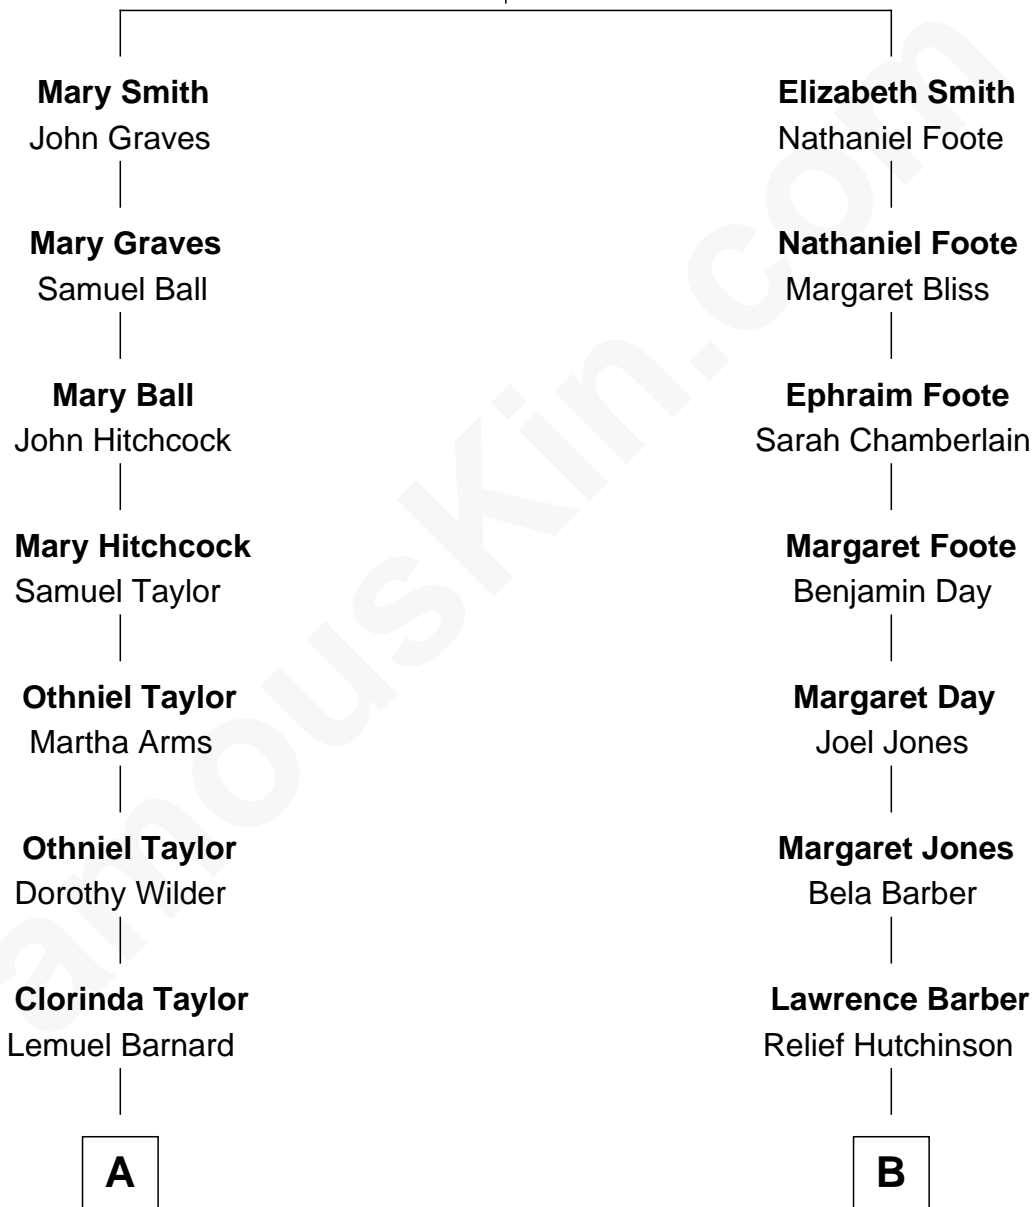 Mary Smith
John Graves
Mary Graves
Samuel Ball
Mary Ball
John Hitchcock
Mary Hitchcock
Samuel Taylor
Othniel Taylor
Martha Arms
Othniel Taylor
Dorothy Wilder
Clorinda Taylor
Lemuel Barnard
A
Elizabeth Smith
Nathaniel Foote
Nathaniel Foote
Margaret Bliss
Ephraim Foote
Sarah Chamberlain
Margaret Foote
Benjamin Day
Margaret Day
Joel Jones
Margaret Jones
Bela Barber
Lawrence Barber
Relief Hutchinson
B
amouskin.com